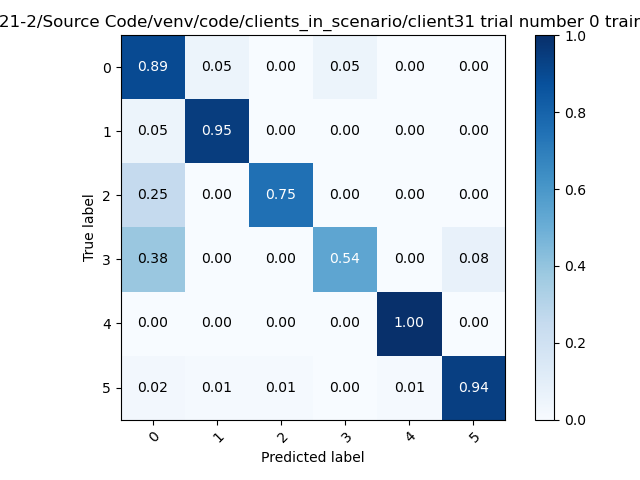 21-2/Source Code/venv/code/clients_in_scenario/client31 trial number 0 train
1.0
0 0.89 0.05 0.00 0.05 0.00 0.00
0.8
1 0.05 0.95 0.00 0.00 0.00 0.00
2 0.25 0.00 0.75 0.00 0.00 0.00
0.6
True label
3 0.38 0.00 0.00 0.54 0.00 0.08
0.4
4 0.00 0.00 0.00 0.00 1.00 0.00
0.2
5 0.02 0.01 0.01 0.00 0.01 0.94
0.0
0 1 2 3 4 5
Predicted label